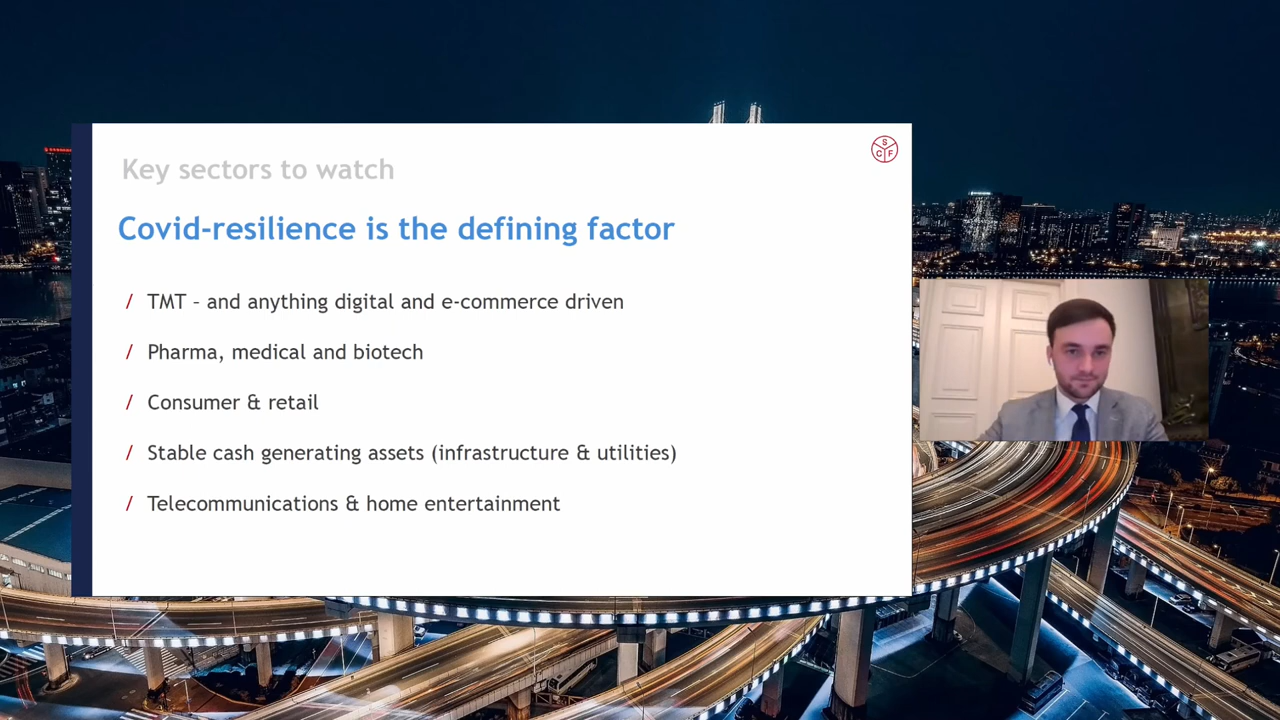 Key sectors to watch
S
C F
Covid-resilience is the defining factor
/ TMT – and anything digital and e-commerce driven
/ Pharma, medical and biotech
/ Consumer & retail
/ Stable cash generating assets (infrastructure & utilities)
/ Telecommunications & home entertainment